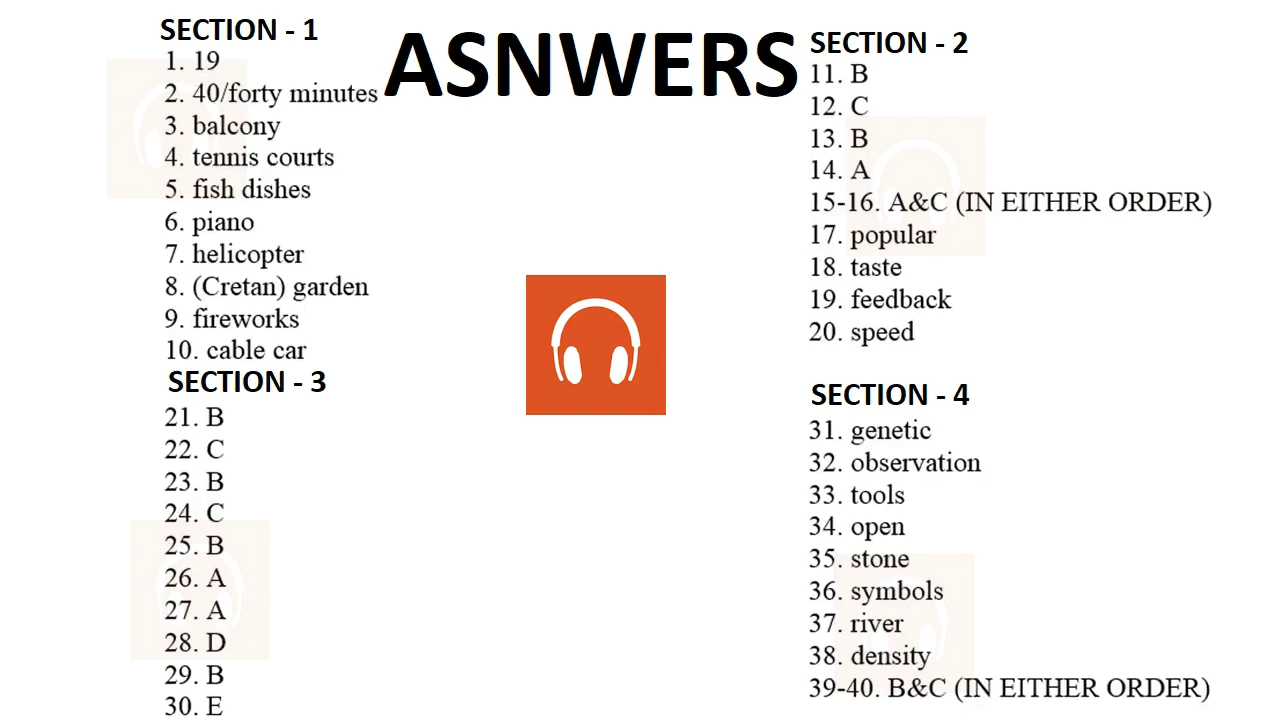 ASNWERS
SECTION - 1
1. 19
2. 40/forty minutes
3. balcony
4. tennis courts
5. fish dishes
6. piano
7. helicopter
8. (Cretan) garden
9. fireworks
10. cable car
SECTION - 2
11. B
12. C
13. B
14. A
15-16. A&C (IN EITHER ORDER)
17. popular
18. taste
19. feedback
20. speed
SECTION - 3
21. B
22. C
23. B
24. C
25. B
26. A
27. A
28. D
29. B
30. E
SECTION - 4
31. genetic
32. observation
33. tools
34. open
35. stone
36. symbols
37. river
38. density
39-40. B&C (IN EITHER ORDER)